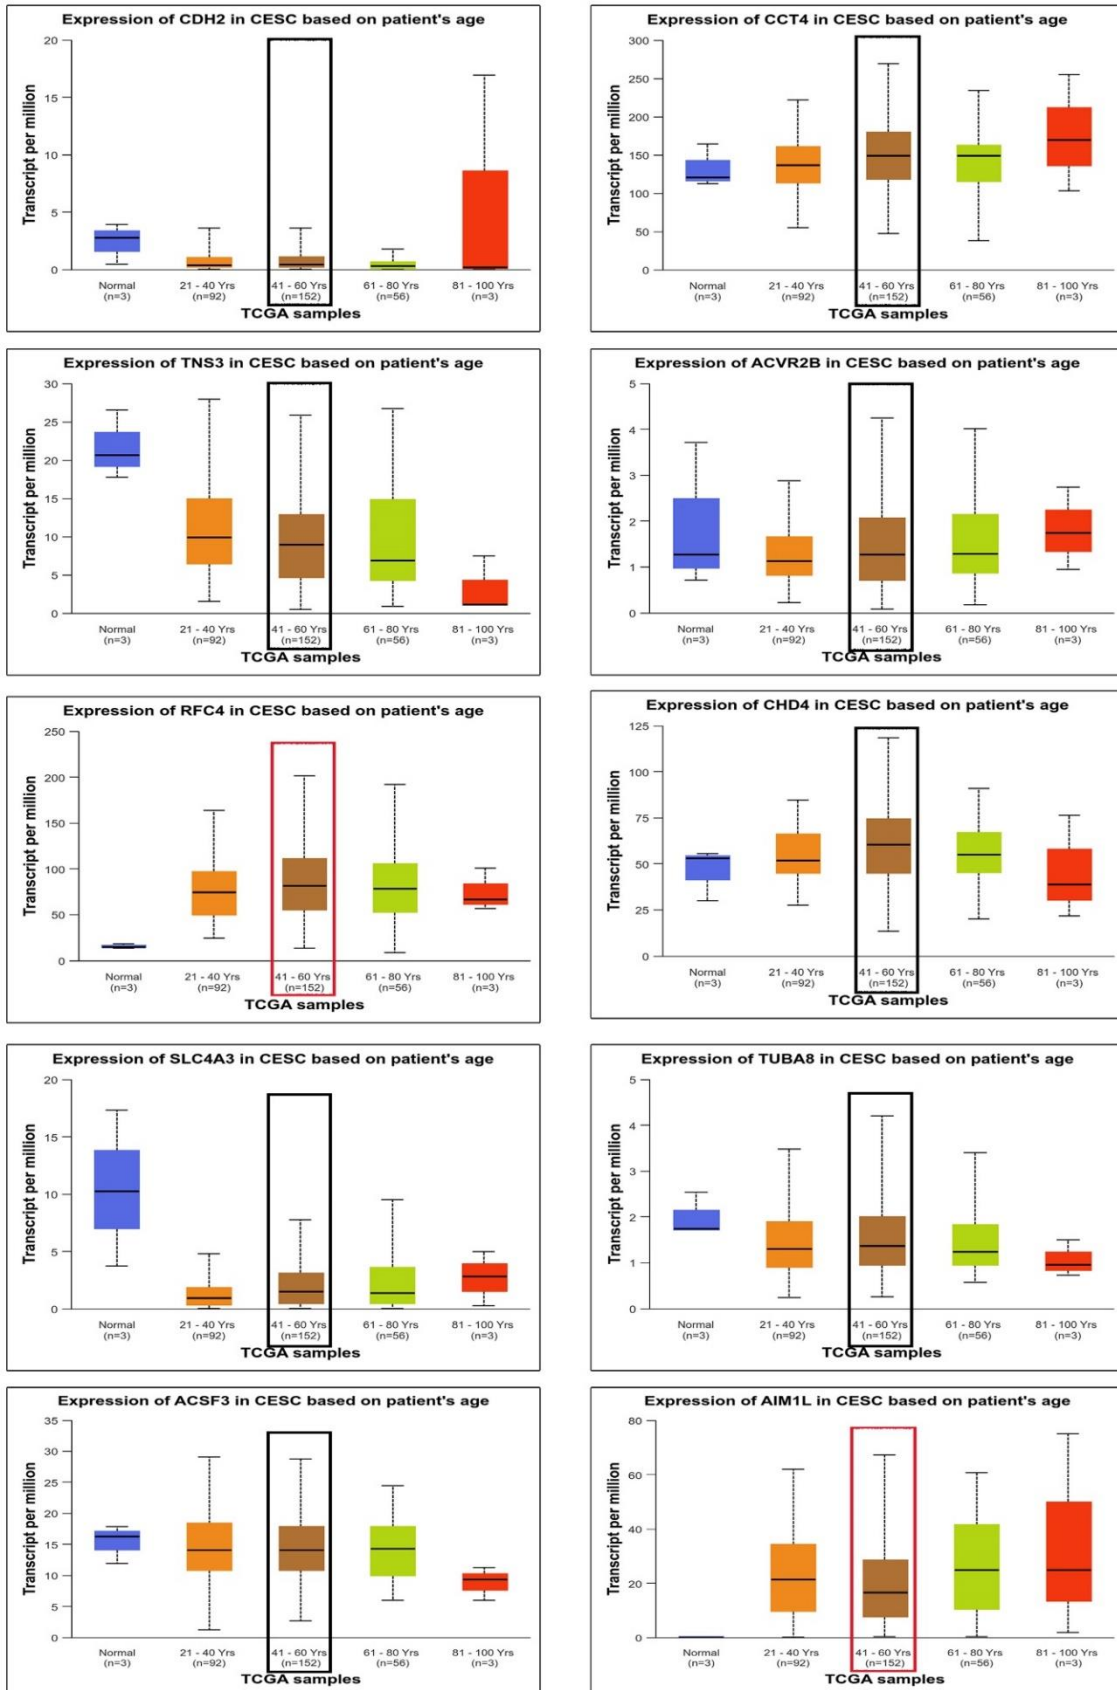 Expression of CDH2 in CESC based on patient's age
Transcript per million
20
15
10
5
0
Normal 21 - 40 Yrs 41 - 60 Yrs 61 - 80 Yrs 81 - 100 Yrs
(n=3) (n=92) (n=152) (n=56) (n=3)
TCGA samples
Expression of CCT4 in CESC based on patient's age
Transcript per million
300
250
200
150
100
50
0
Normal 21 - 40 Yrs 41 - 60 Yrs 61 - 80 Yrs 81 - 100 Yrs
(n=3) (n=92) (n=152) (n=56) (n=3)
TCGA samples
Expression of TNS3 in CESC based on patient's age
Transcript per million
30
25
20
15
10
5
0
Normal 21 - 40 Yrs 41 - 60 Yrs 61 - 80 Yrs 81 - 100 Yrs
(n=3) (n=92) (n=152) (n=56) (n=3)
TCGA samples
Expression of ACVR2B in CESC based on patient's age
Transcript per million
5
4
3
2
1
0
Normal 21 - 40 Yrs 41 - 60 Yrs 61 - 80 Yrs 81 - 100 Yrs
(n=3) (n=92) (n=152) (n=56) (n=3)
TCGA samples
Expression of RFC4 in CESC based on patient's age
Transcript per million
250
200
150
100
50
0
Normal 21 - 40 Yrs 41 - 60 Yrs 61 - 80 Yrs 81 - 100 Yrs
(n=3) (n=92) (n=152) (n=56) (n=3)
TCGA samples
Expression of CHD4 in CESC based on patient's age
Transcript per million
125
100
75
50
25
0
Normal 21 - 40 Yrs 41 - 60 Yrs 61 - 80 Yrs 81 - 100 Yrs
(n=3) (n=92) (n=152) (n=56) (n=3)
TCGA samples
Expression of SLC4A3 in CESC based on patient's age
Transcript per million
20
15
10
5
0
Normal 21 - 40 Yrs 41 - 60 Yrs 61 - 80 Yrs 81 - 100 Yrs
(n=3) (n=92) (n=152) (n=56) (n=3)
TCGA samples
Expression of TUBA8 in CESC based on patient's age
Transcript per million
5
4
3
2
1
0
Normal 21 - 40 Yrs 41 - 60 Yrs 61 - 80 Yrs 81 - 100 Yrs
(n=3) (n=92) (n=152) (n=56) (n=3)
TCGA samples
Expression of ACSF3 in CESC based on patient's age
Transcript per million
35
30
25
20
15
10
5
0
Normal 21 - 40 Yrs 41 - 60 Yrs 61 - 80 Yrs 81 - 100 Yrs
(n=3) (n=92) (n=152) (n=56) (n=3)
TCGA samples
Expression of AIM1L in CESC based on patient's age
Transcript per million
80
60
40
20
0
Normal 21 - 40 Yrs 41 - 60 Yrs 61 - 80 Yrs 81 - 100 Yrs
(n=3) (n=92) (n=152) (n=56) (n=3)
TCGA samples